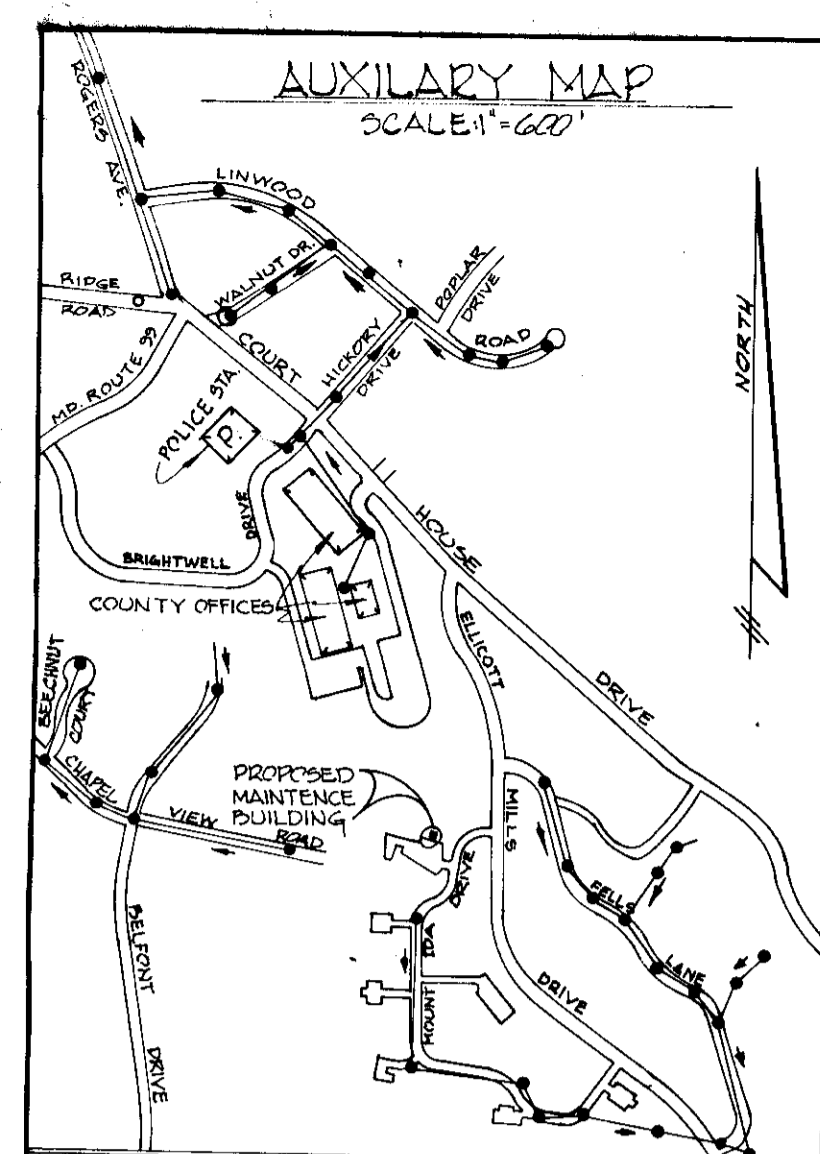 AUXILARY MAP
SCALE:1"=600'
ROGERS AVE.
LINWOOD
POPLAR
DRIVE
RIDGE
ROAD
WALNUT DR.
ROAD
NORTH
MD. ROUTE 99
COURT
HICKORY
DRIVE
POLICE STA.
P.
DRIVE
HOUSE
BRIGHTWELL
COUNTY OFFICES
ELLICOTT
BEECHNUT
COURT
DRIVE
CHAPEL
VIEW
ROAD
PROPOSED
MAINTENCE
BUILDING
MILLS
DRIVE
FELLS
LANE
BELFONT
IDA
MOUNT
DRIVE
DRIVE